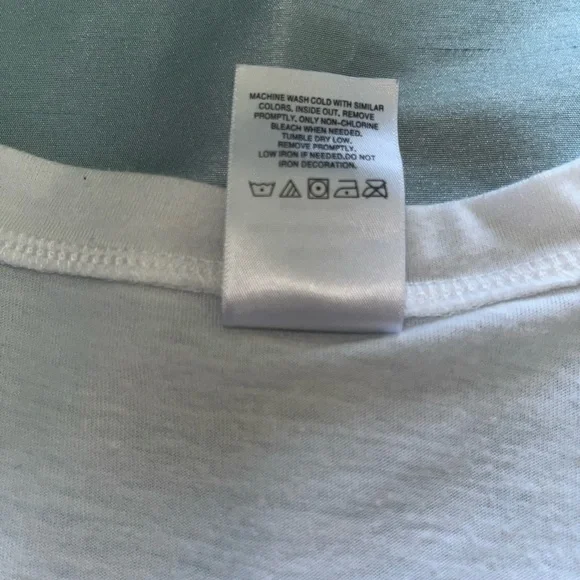 MACHINE WASH COLD WITH SIMILAR
COLORS, INSIDE OUT, REMOVE
PROMPTLY, ONLY NON-CHLORINE
BLEACH WHEN NEEDED.
TUMBLE DRY LOW.
REMOVE PROMPTLY.
LOW IRON IF NEEDED.DO NOT
IRON DECORATION.